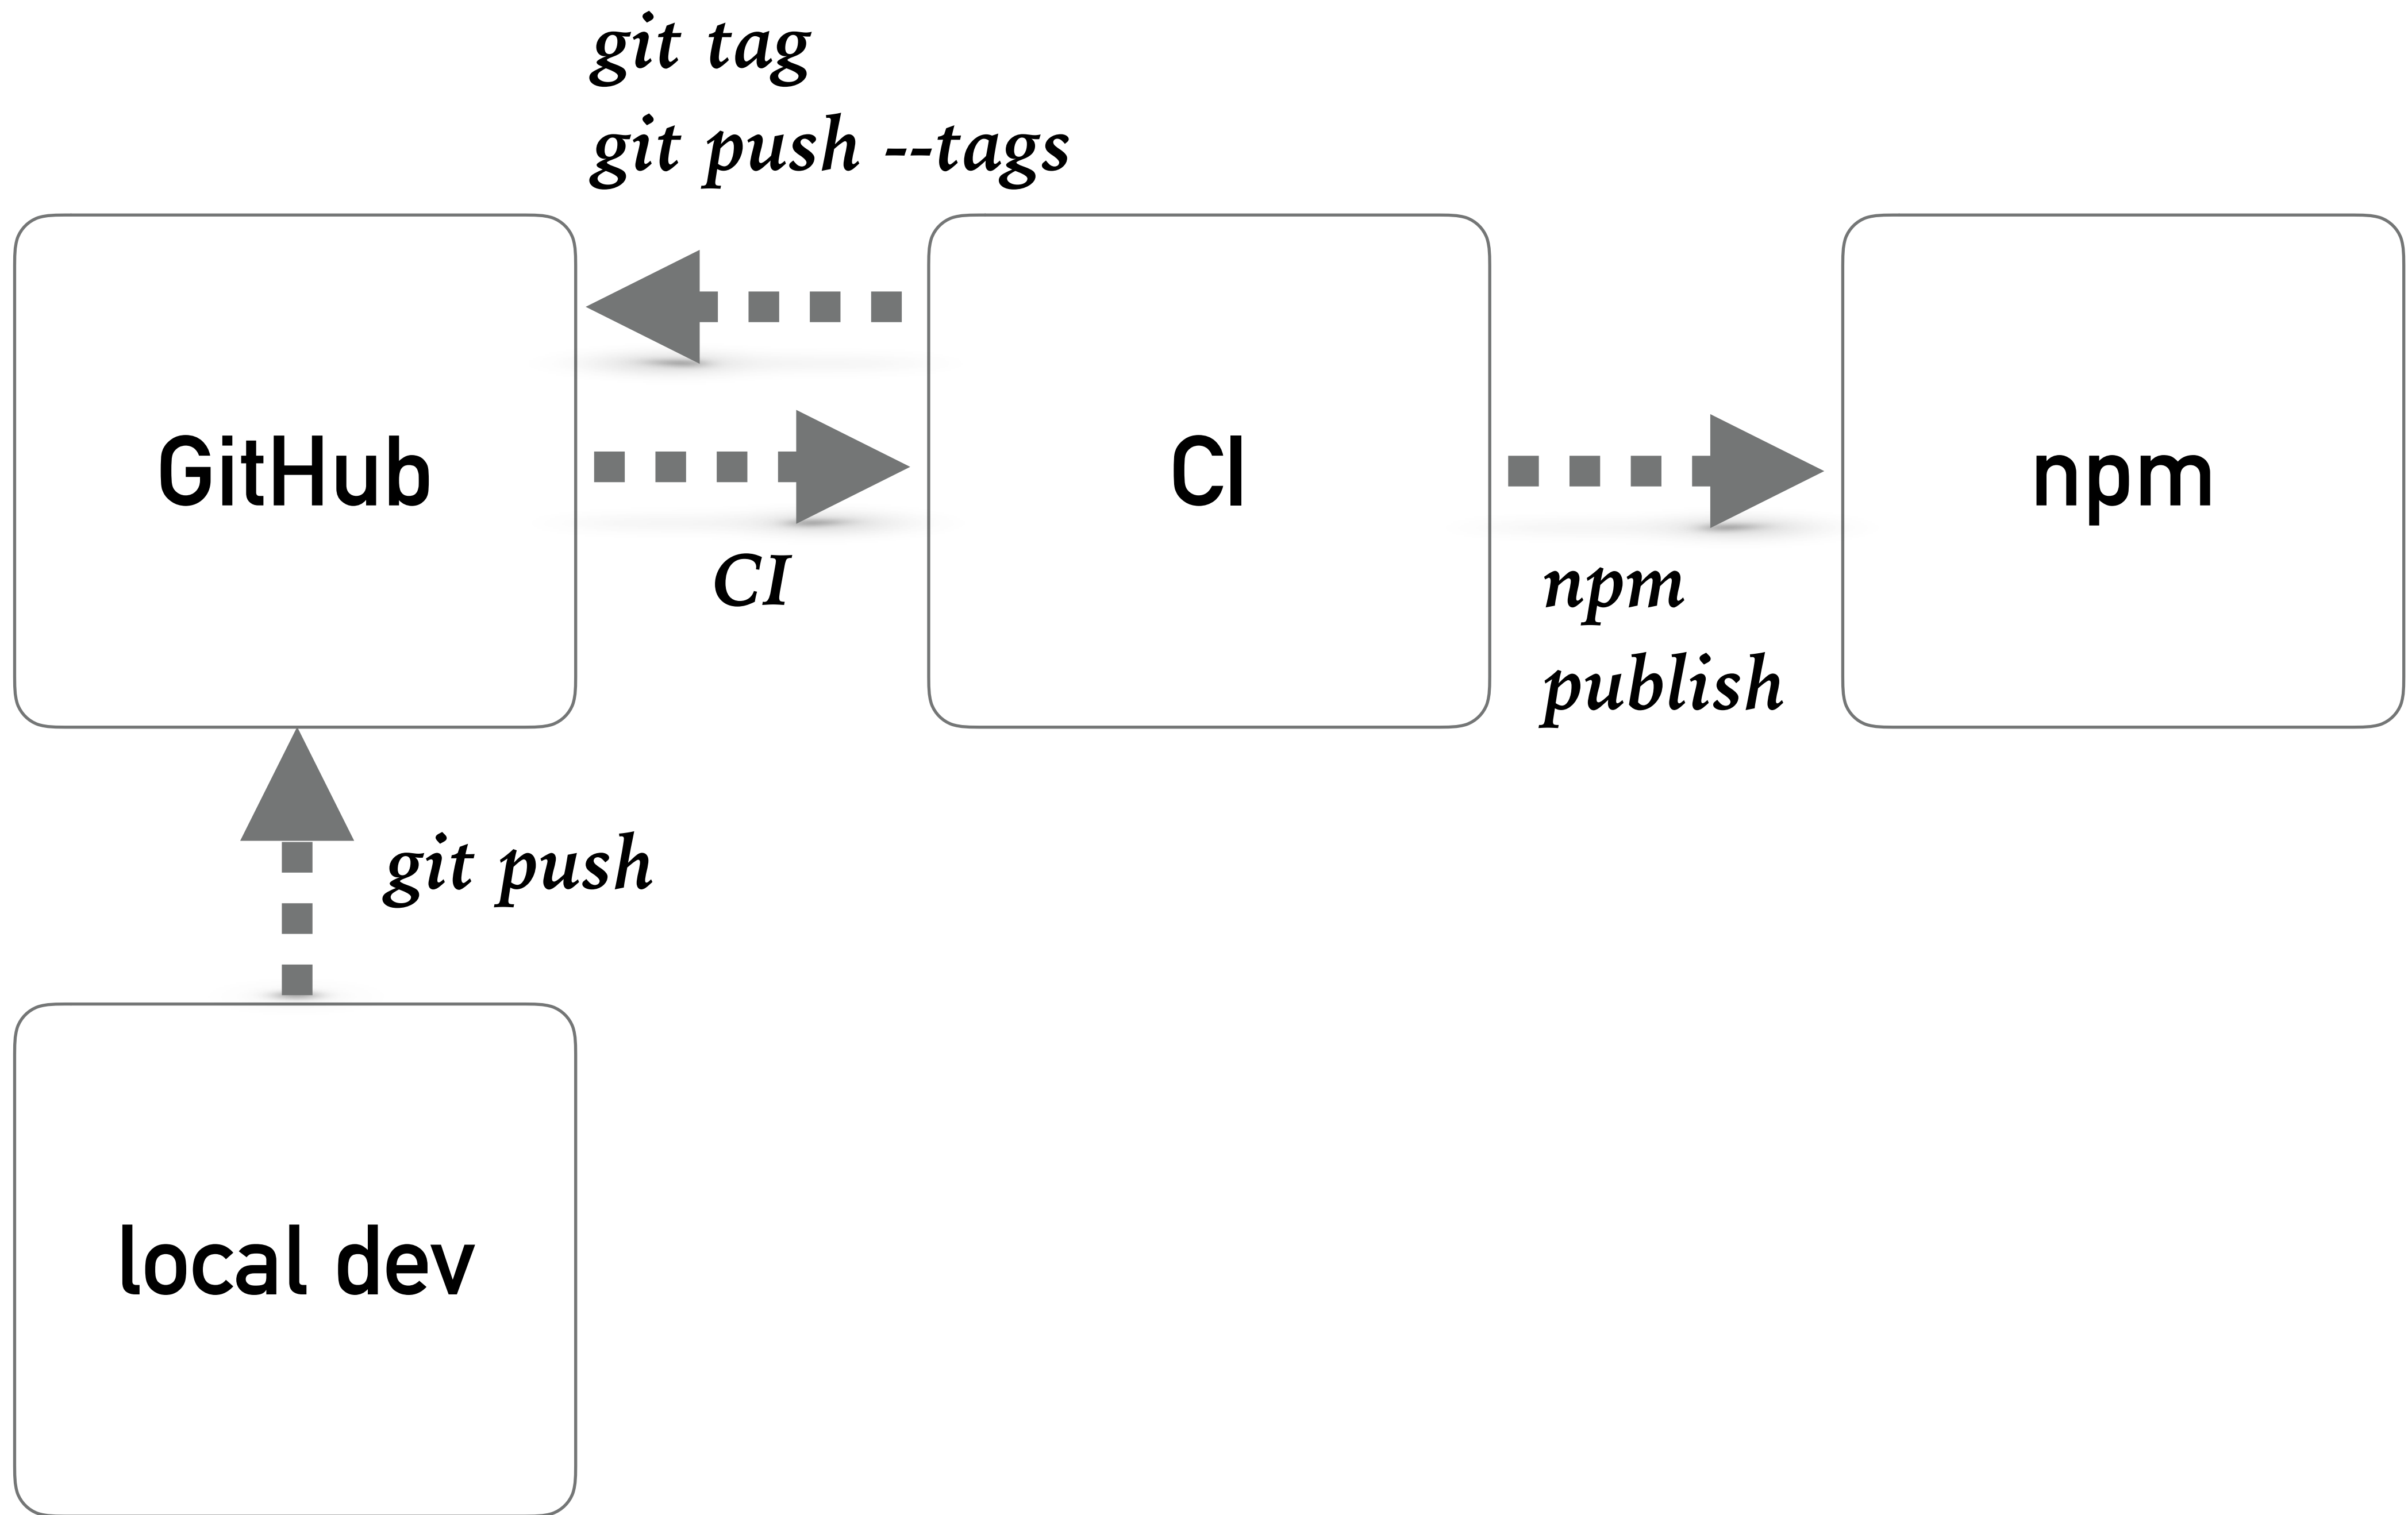 git tag
git push --tags
GitHub
CI
npm
CI
npm
publish
git push
local dev